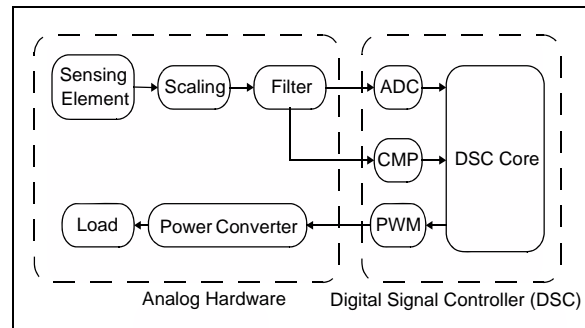 Sensing
Element
Scaling
Filter
ADC
CMP
DSC Core
Load
Power Converter
PWM
Analog Hardware
Digital Signal Controller (DSC)